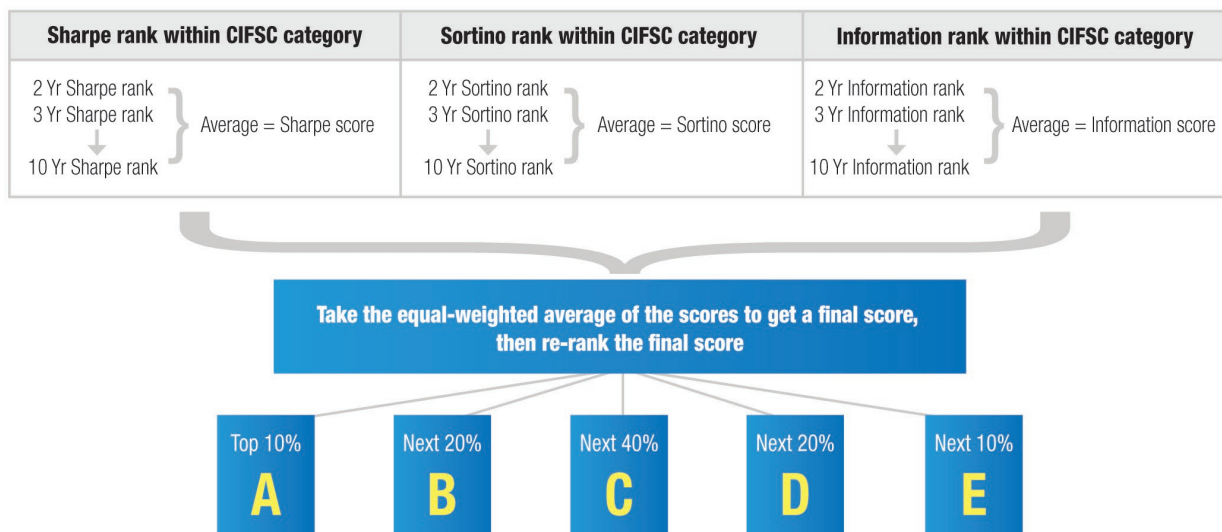 Sharpe rank within CIFSC category
2 Yr Sharpe rank
3 Yr Sharpe rank
10 Yr Sharpe rank
Average = Sharpe score
Sortino rank within CIFSC category
2 Yr Sortino rank
3 Yr Sortino rank
10 Yr Sortino rank
Average = Sortino score
Information rank within CIFSC category
2 Yr Information rank
3 Yr Information rank
10 Yr Information rank
Average = Information score
Take the equal-weighted average of the scores to get a final score,
then re-rank the final score
Top 10%
A
Next 20%
B
Next 40%
C
Next 20%
D
Next 10%
E